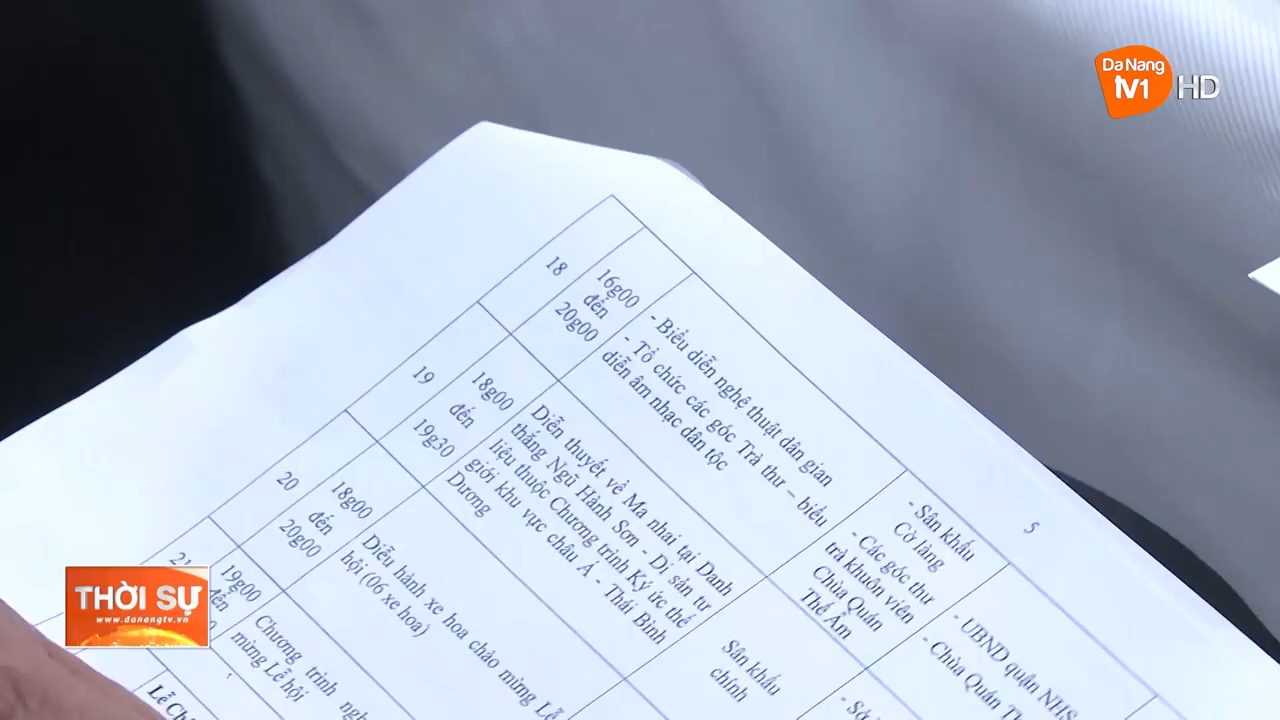 Da Nang
TV1 HD
5
18
16g00
đến
20g00
- Biểu diễn nghệ thuật dân gian
- Tổ chức các góc Trà thư – biểu
diễn âm nhạc dân tộc
- Sân khấu
Cờ làng
- Các góc thư
trà khuôn viên
Chùa Quán
Thế Âm
- UBND quận NHS
- Chùa Quán
19
18g00
đến
19g30
Diễn thuyết về Ma nhai tại Danh
thắng Ngũ Hành Sơn - Di sản tư
liệu thuộc Chương trình Ký ức thế
giới khu vực châu Á - Thái Bình
Dương
Sân khấu
chính
- Sở
20
18g00
đến
20g00
Diễu hành xe hoa chào mừng Lễ
hội (06 xe hoa)
21
19g00
đến
Chương trình
mừng Lễ hội
Lễ
THỜI SỰ
www.danangtv.vn